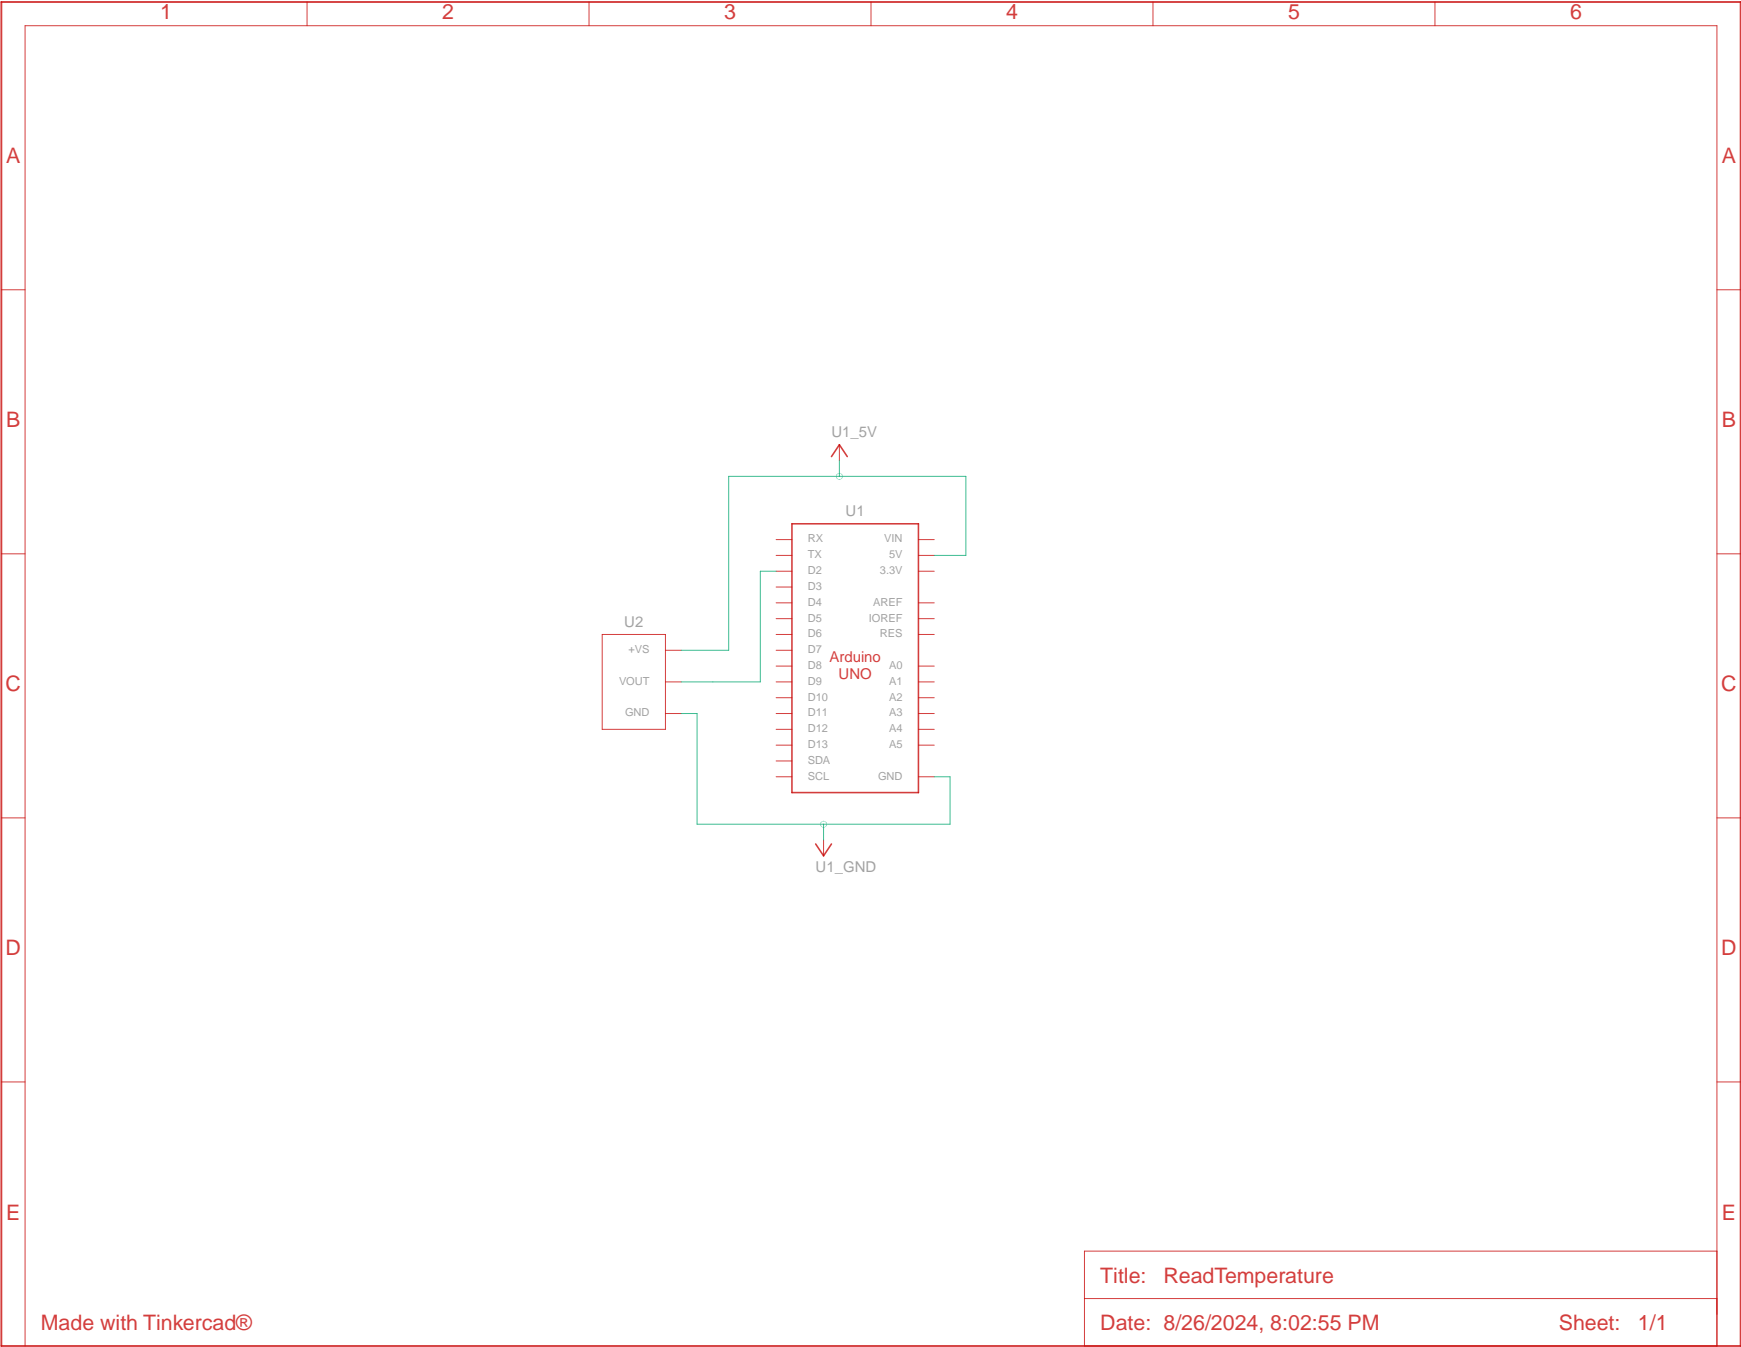 1 2 3 4 5 6
A A
B B
U1_5V
U1
RX VIN
TX 5V
D2 3.3V
D3
D4 AREF
D5 IOREF
U2
D6 RES
+VS
D7
Arduino
D8 A0
UNO
C C
VOUT
D9 A1
D10 A2
GND
D11 A3
D12 A4
D13 A5
SDA
SCL GND
U1_GND
D D
E E
Title: ReadTemperature
Made with Tinkercad®
Date: 8/26/2024, 8:02:55 PM Sheet: 1/1